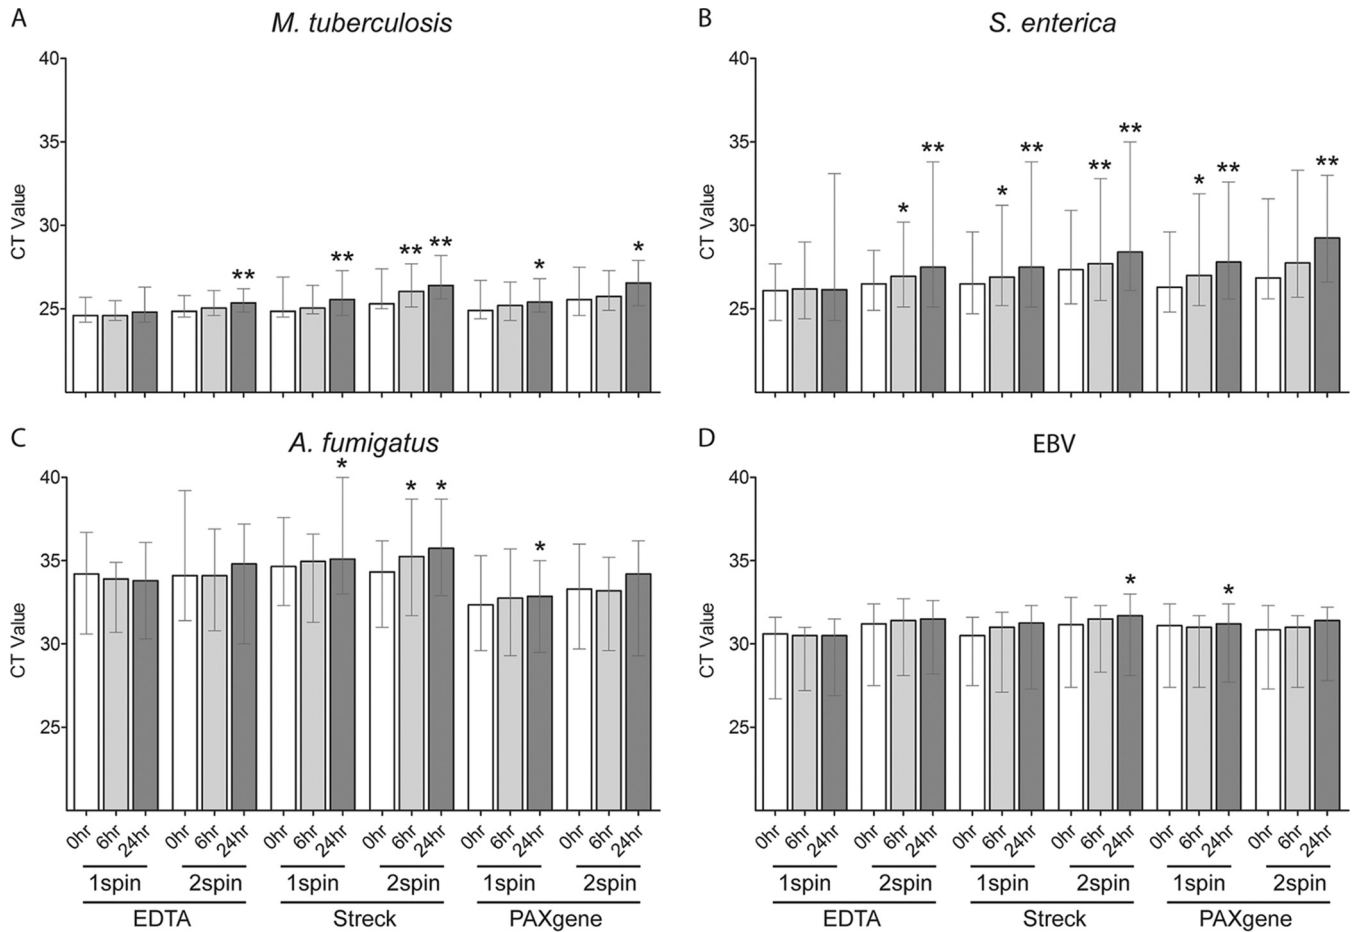 A
M. tuberculosis
40
35
30
25
CT Value
** ** ** ** * *
B
S. enterica
40
35
30
25
CT Value
* ** * ** ** ** * ** **
C
A. fumigatus
40
35
30
25
CT Value
* * * *
0hr 6hr 24hr 0hr 6hr 24hr 0hr 6hr 24hr 0hr 6hr 24hr 0hr 6hr 24hr 0hr 6hr 24hr
1spin 2spin 1spin 2spin 1spin 2spin
EDTA Streck PAXgene
D
EBV
40
35
30
25
CT Value
* *
0hr 6hr 24hr 0hr 6hr 24hr 0hr 6hr 24hr 0hr 6hr 24hr 0hr 6hr 24hr 0hr 6hr 24hr
1spin 2spin 1spin 2spin 1spin 2spin
EDTA Streck PAXgene